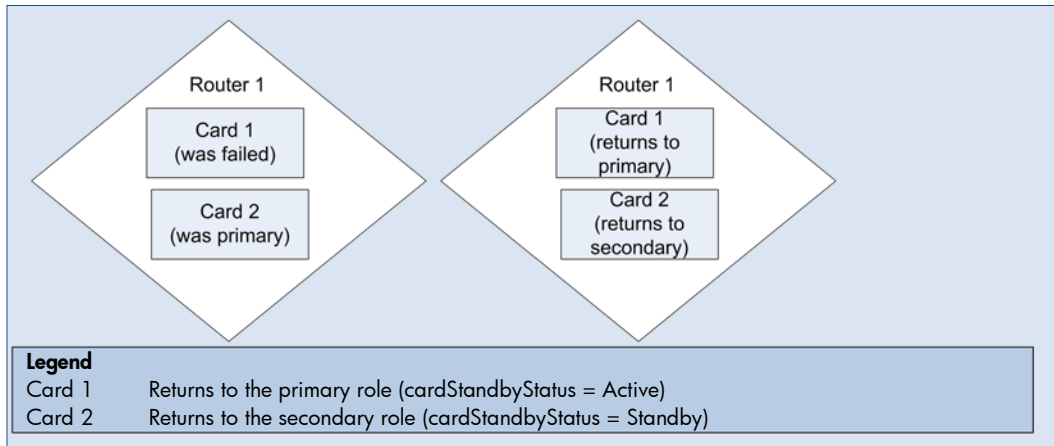 Router 1
Card 1
(was failed)
Card 2
(was primary)
Router 1
Card 1
(returns to
primary)
Card 2
(returns to
secondary)
Legend
Card 1 Returns to the primary role (cardStandbyStatus = Active)
Card 2 Returns to the secondary role (cardStandbyStatus = Standby)